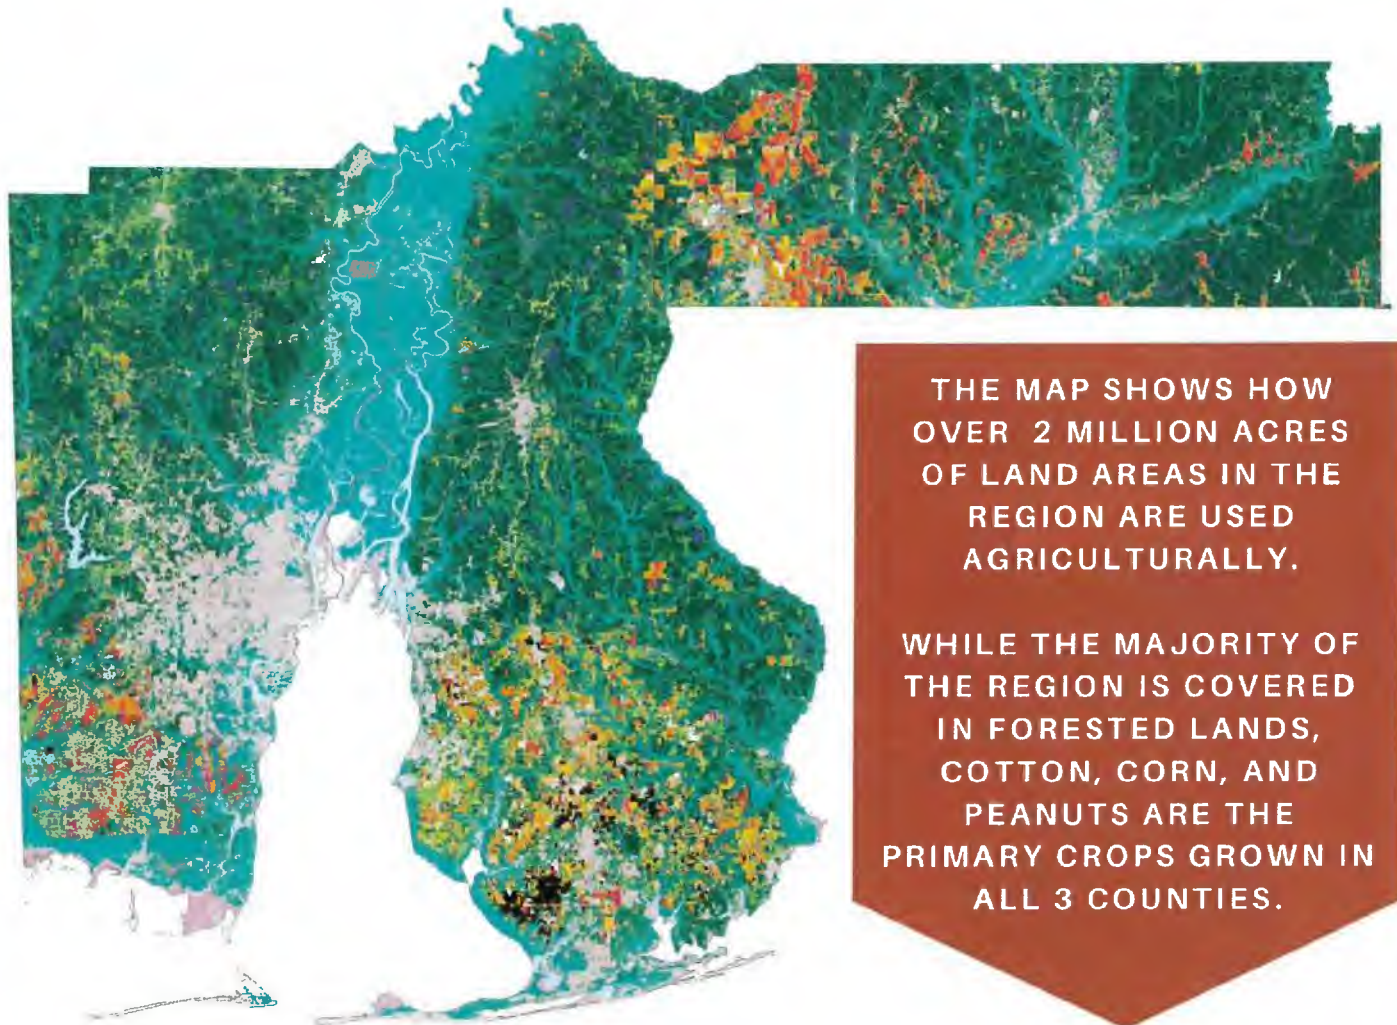 THE MAP SHOWS HOW
OVER 2 MILLION ACRES
OF LAND AREAS IN THE
REGION ARE USED
AGRICULTURALLY.
WHILE THE MAJORITY OF
THE REGION IS COVERED
IN FORESTED LANDS,
COTTON, CORN, AND
PEANUTS ARE THE
PRIMARY CROPS GROWN IN
ALL 3 COUNTIES.